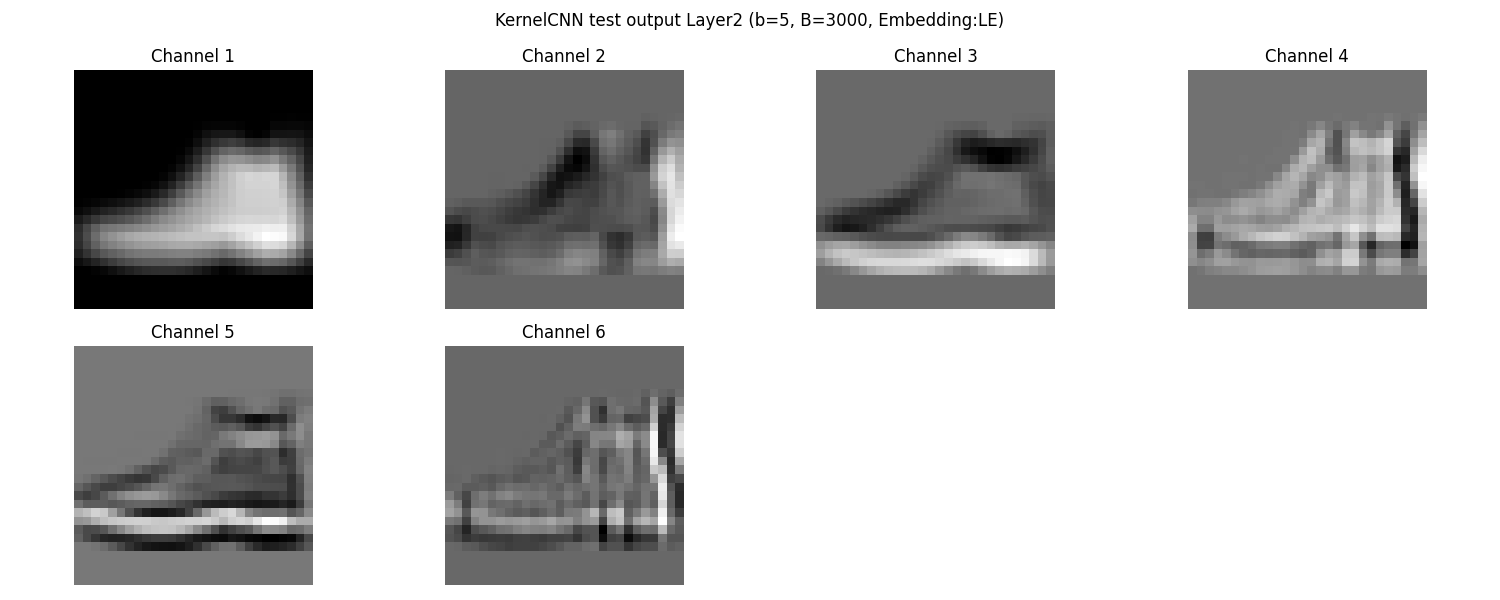 KernelCNN test output Layer2 (b=5, B=3000, Embedding:LE)
Channel 1
Channel 2
Channel 3
Channel 4
Channel 5
Channel 6